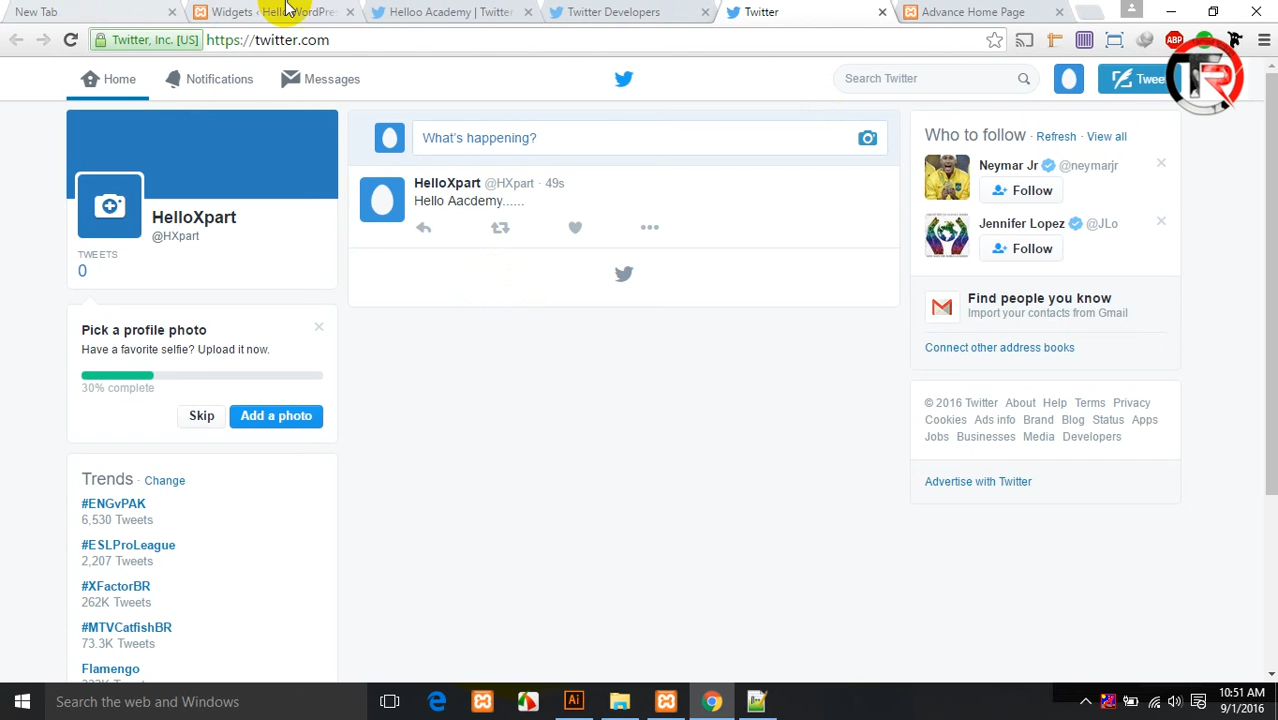 New Tab
Widgets ‹ Hello WordPres
Helloo Academy | Twitter
Twitter Developers
Twitter
Advance Home Page
Twitter, Inc. [US]
https://twitter.com
ABP
Home
Notifications
Messages
Search Twitter
Twee
What's happening?
HelloXpart @HXpart · 49s
Hello Aacdemy......
HelloXpart
@HXpart
TWEETS
0
Pick a profile photo
Have a favorite selfie? Upload it now.
30% complete
Skip
Add a photo
Trends · Change
#ENGvPAK
6,530 Tweets
#ESLProLeague
2,207 Tweets
#XFactorBR
262K Tweets
#MTVCatfishBR
73.3K Tweets
Flamengo
Who to follow · Refresh · View all
Neymar Jr @neymarjr
Follow
Jennifer Lopez @JLo
Follow
Find people you know
Import your contacts from Gmail
Connect other address books
© 2016 Twitter About Help Terms Privacy
Cookies Ads info Brand Blog Status Apps
Jobs Businesses Media Developers
Advertise with Twitter
Search the web and Windows
Ai
10:51 AM
9/1/2016